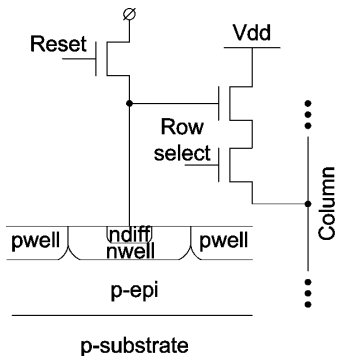 Reset
Vdd
Row
select
Column
pwell
ndiff
nwell
pwell
p-epi
p-substrate